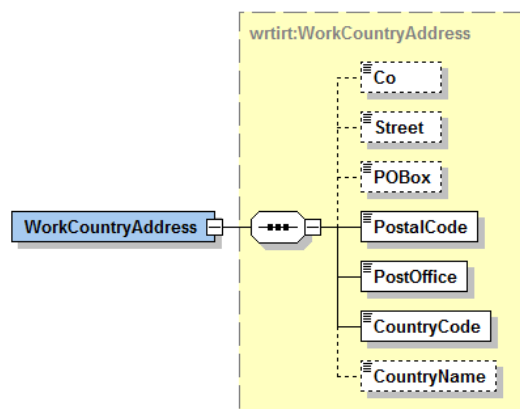 wrtirt:WorkCountryAddress
Co
Street
POBox
WorkCountryAddress
PostalCode
PostOffice
CountryCode
CountryName